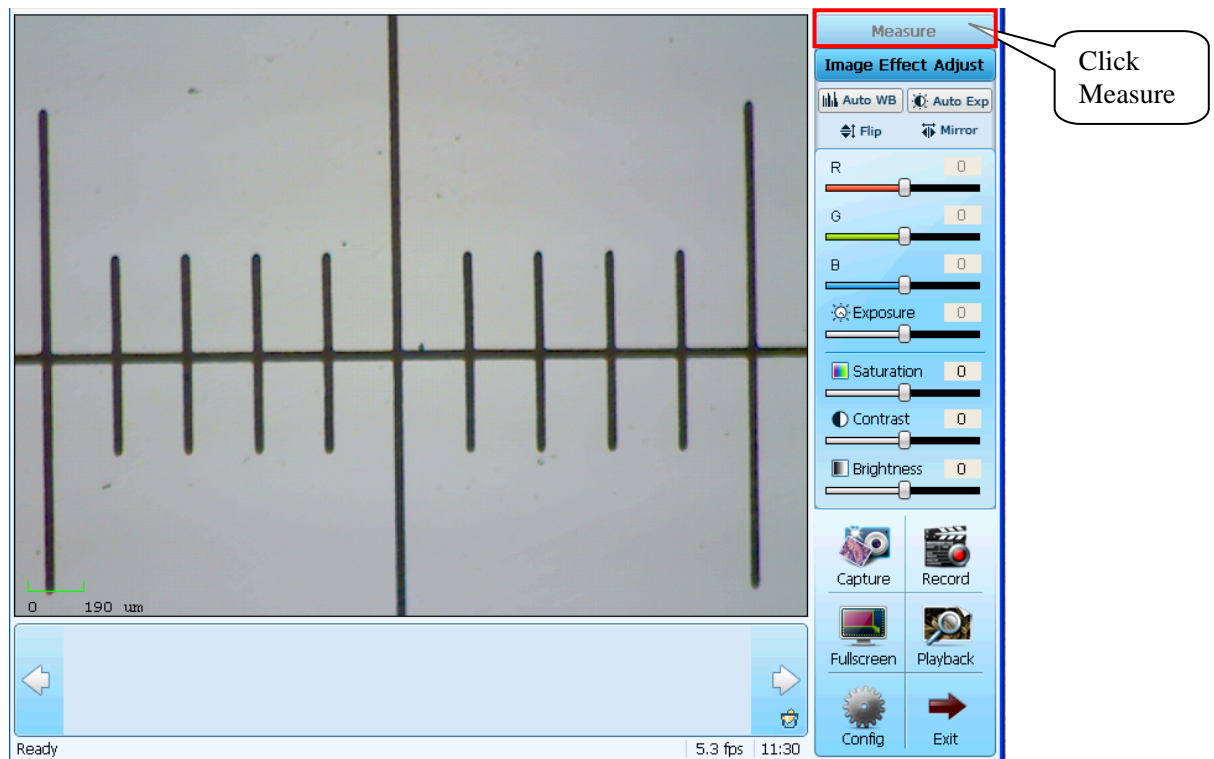 Measure
Click
Measure
Image Effect Adjust
Auto WB Auto Exp
Flip Mirror
R 0
G 0
B 0
Exposure 0
Saturation 0
Contrast 0
Brightness 0
Capture Record
Fullscreen Playback
Config Exit
0 190 um
Ready 5.3 fps 11:30